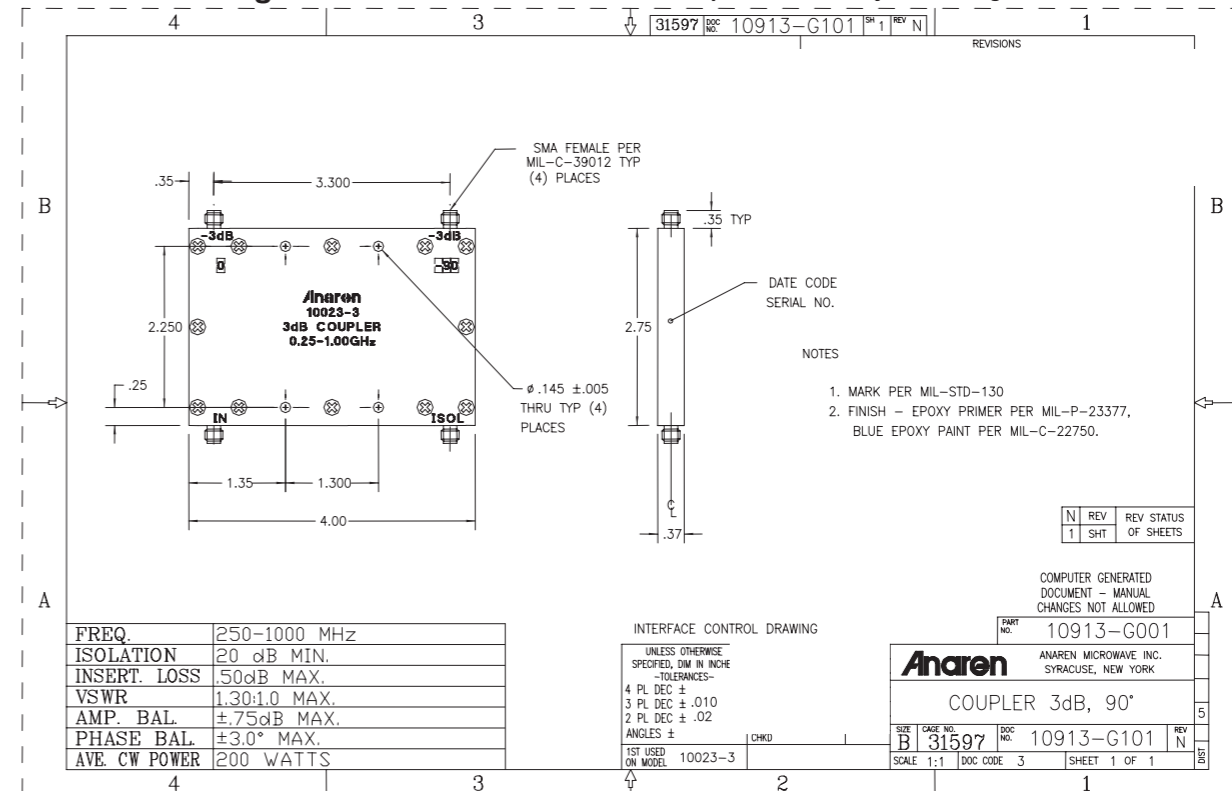 4 3 31597 DOC NO. 10913-G101 SH 1 REV N 1
REVISIONS
SMA FEMALE PER
MIL-C-39012 TYP
(4) PLACES
.35
3.300
B
B
.35 TYP
-3dB
-3dB
0
-90
Anaren
10023-3
3dB COUPLER
0.25-1.00GHz
2.250
2.75
DATE CODE
SERIAL NO.
.25
IN
ISOL
ø .145 ±.005
THRU TYP (4)
PLACES
1.35
1.300
4.00
CL
.37
NOTES
1. MARK PER MIL-STD-130
2. FINISH - EPOXY PRIMER PER MIL-P-23377,
BLUE EPOXY PAINT PER MIL-C-22750.
N REV REV STATUS
1 SHT OF SHEETS
COMPUTER GENERATED
DOCUMENT - MANUAL
CHANGES NOT ALLOWED
A
A
FREQ. 250-1000 MHz
ISOLATION 20 dB MIN.
INSERT. LOSS .50dB MAX.
VSWR 1.30:1.0 MAX.
AMP. BAL. ±.75dB MAX.
PHASE BAL. ±3.0° MAX.
AVE. CW POWER 200 WATTS
INTERFACE CONTROL DRAWING
UNLESS OTHERWISE
SPECIFIED, DIM IN INCHE
-TOLERANCES-
4 PL DEC ±
3 PL DEC ± .010
2 PL DEC ± .02
ANGLES ±
CHKD
1ST USED
ON MODEL 10023-3
PART NO. 10913-G001
Anaren
ANAREN MICROWAVE INC.
SYRACUSE, NEW YORK
COUPLER 3dB, 90°
SIZE B CAGE NO. 31597 DOC NO. 10913-G101 REV N
SCALE 1:1 DOC CODE 3 SHEET 1 OF 1
5
DIST
4 3 2 1